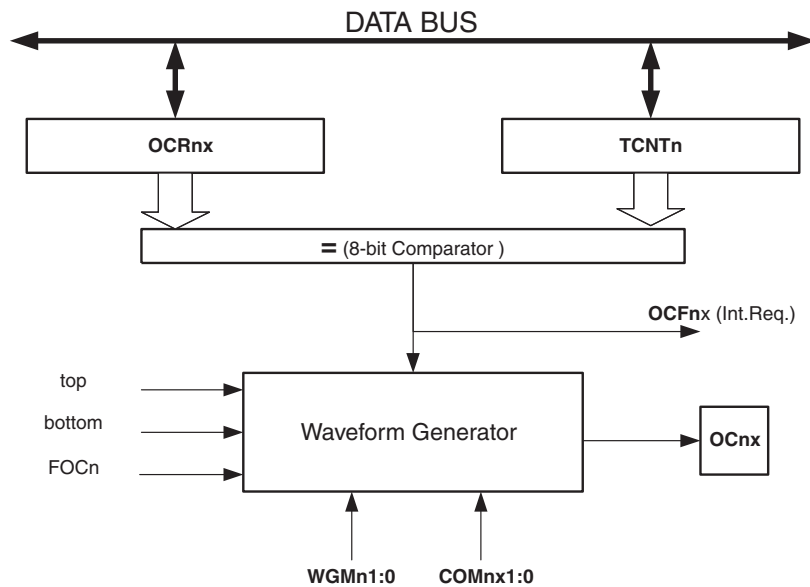 DATA BUS
OCRnx
TCNTn
= (8-bit Comparator )
OCFnx (Int.Req.)
top
bottom
FOCn
Waveform Generator
OCnx
WGMn1:0
COMnx1:0